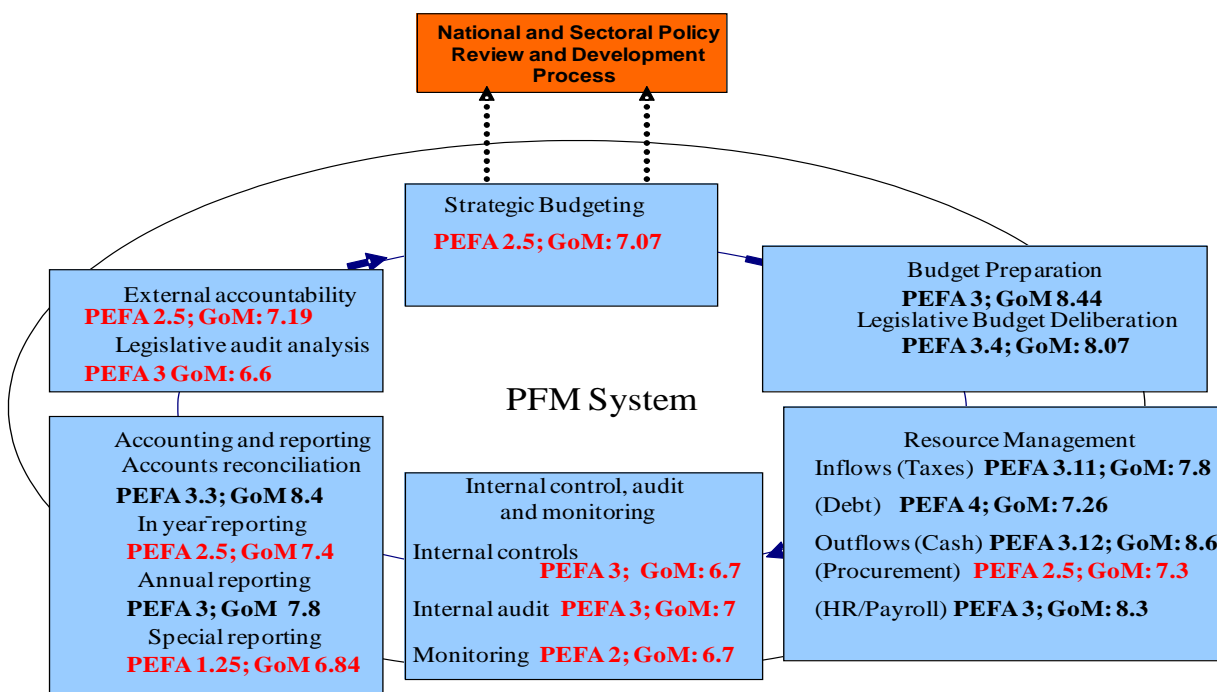 National and Sectoral Policy
Review and Development
Process
Strategic Budgeting
PEFA 2.5; GoM: 7.07
External accountability
PEFA 2.5; GoM: 7.19
Legislative audit analysis
PEFA 3 GoM: 6.6
Budget Preparation
PEFA 3; GoM 8.44
Legislative Budget Deliberation
PEFA 3.4; GoM: 8.07
PFM System
Accounting and reporting
Accounts reconciliation
PEFA 3.3; GoM 8.4
In year-reporting
PEFA 2.5; GoM 7.4
Annual reporting
PEFA 3; GoM 7.8
Special reporting
PEFA 1.25; GoM 6.84
Internal control, audit
and monitoring
Internal controls
PEFA 3; GoM: 6.7
Internal audit PEFA 3; GoM: 7
Monitoring PEFA 2; GoM: 6.7
Resource Management
Inflows (Taxes) PEFA 3.11; GoM: 7.8
(Debt) PEFA 4; GoM: 7.26
Outflows (Cash) PEFA 3.12; GoM: 8.6
(Procurement) PEFA 2.5; GoM: 7.3
(HR/Payroll) PEFA 3; GoM: 8.3